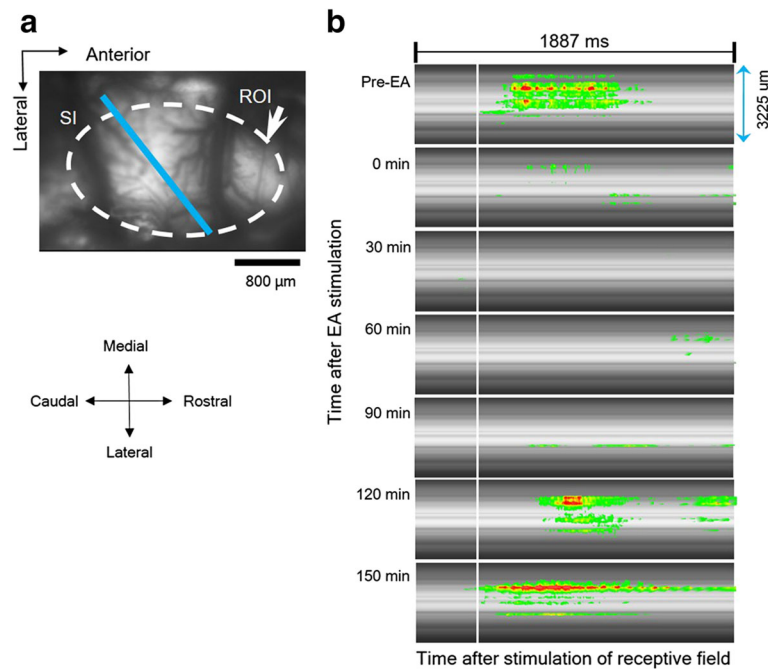 a
Anterior
Lateral
SI
ROI
800 µm
Medial
Caudal
Rostral
Lateral
b
1887 ms
3225 um
Time after EA stimulation
Pre-EA
0 min
30 min
60 min
90 min
120 min
150 min
Time after stimulation of receptive field